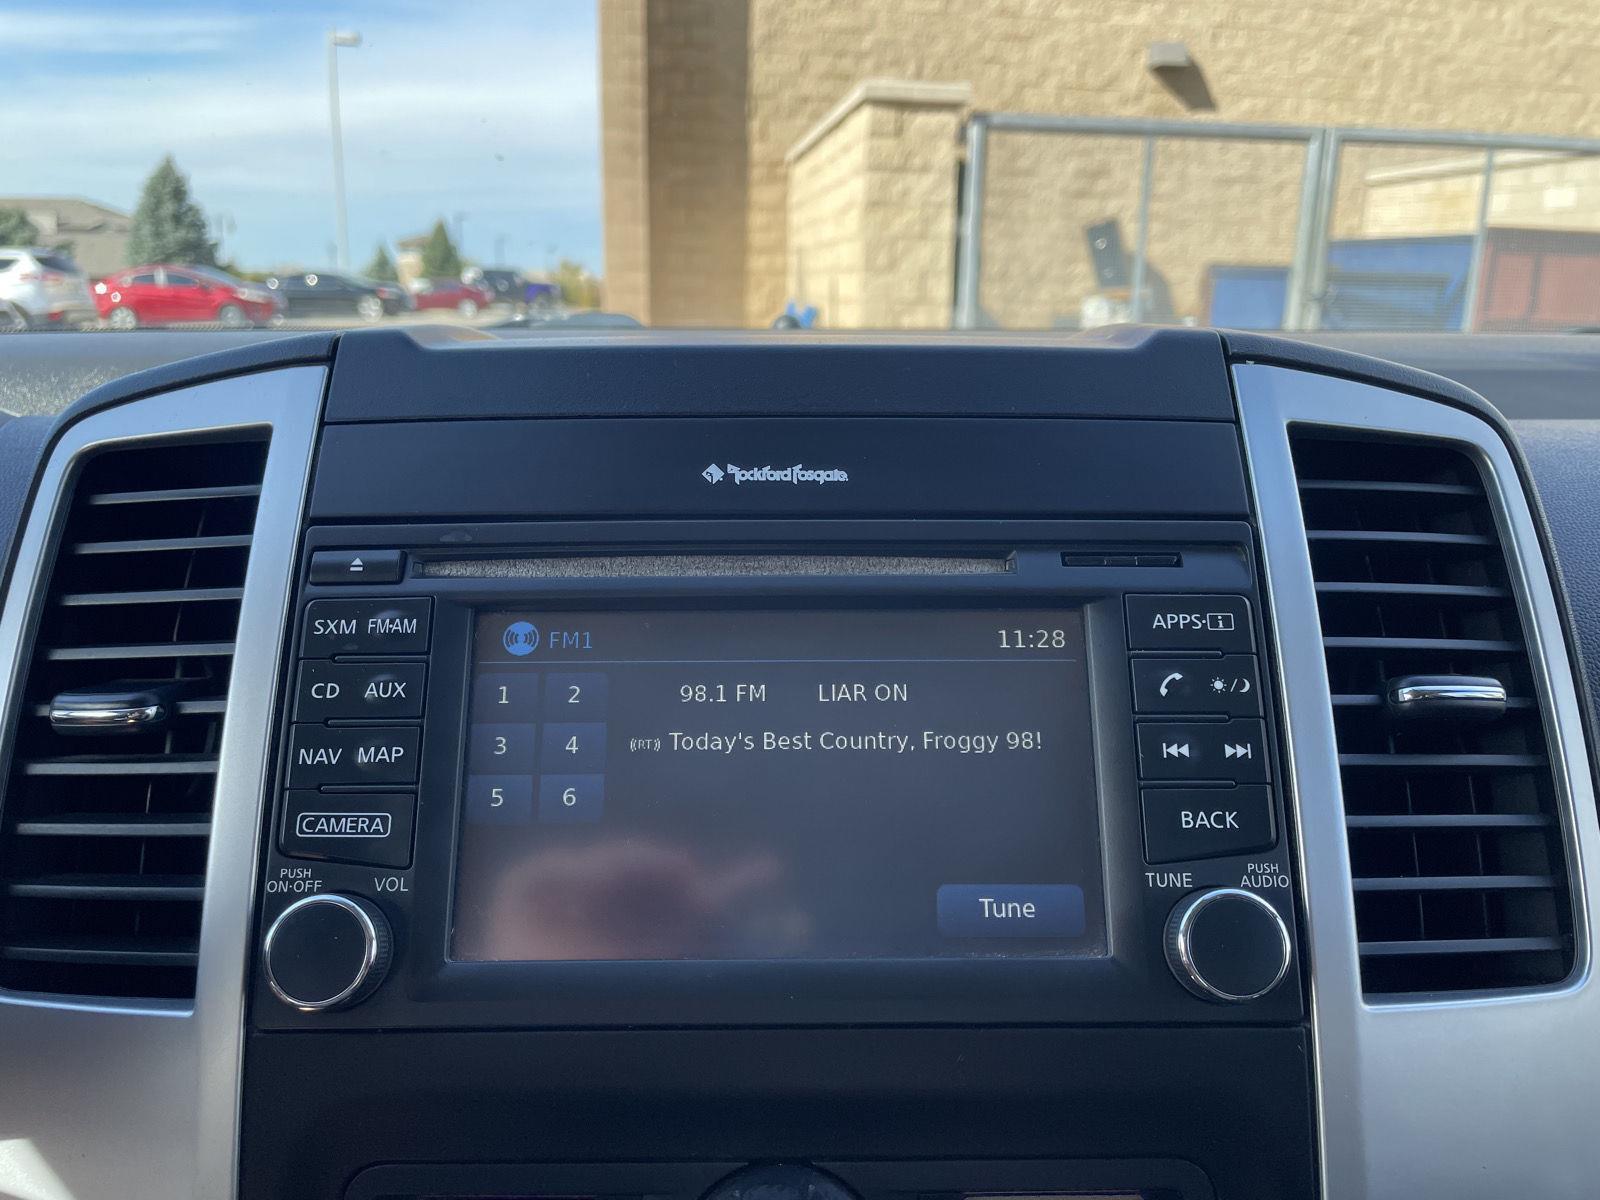 Rockford Fosgate
SXM FM·AM
CD AUX
NAV MAP
CAMERA
PUSH
ON·OFF
VOL
FM1 11:28
1 2
3 4
5 6
98.1 FM LIAR ON
((RT)) Today's Best Country, Froggy 98!
Tune
APPS·i
BACK
TUNE
PUSH
AUDIO